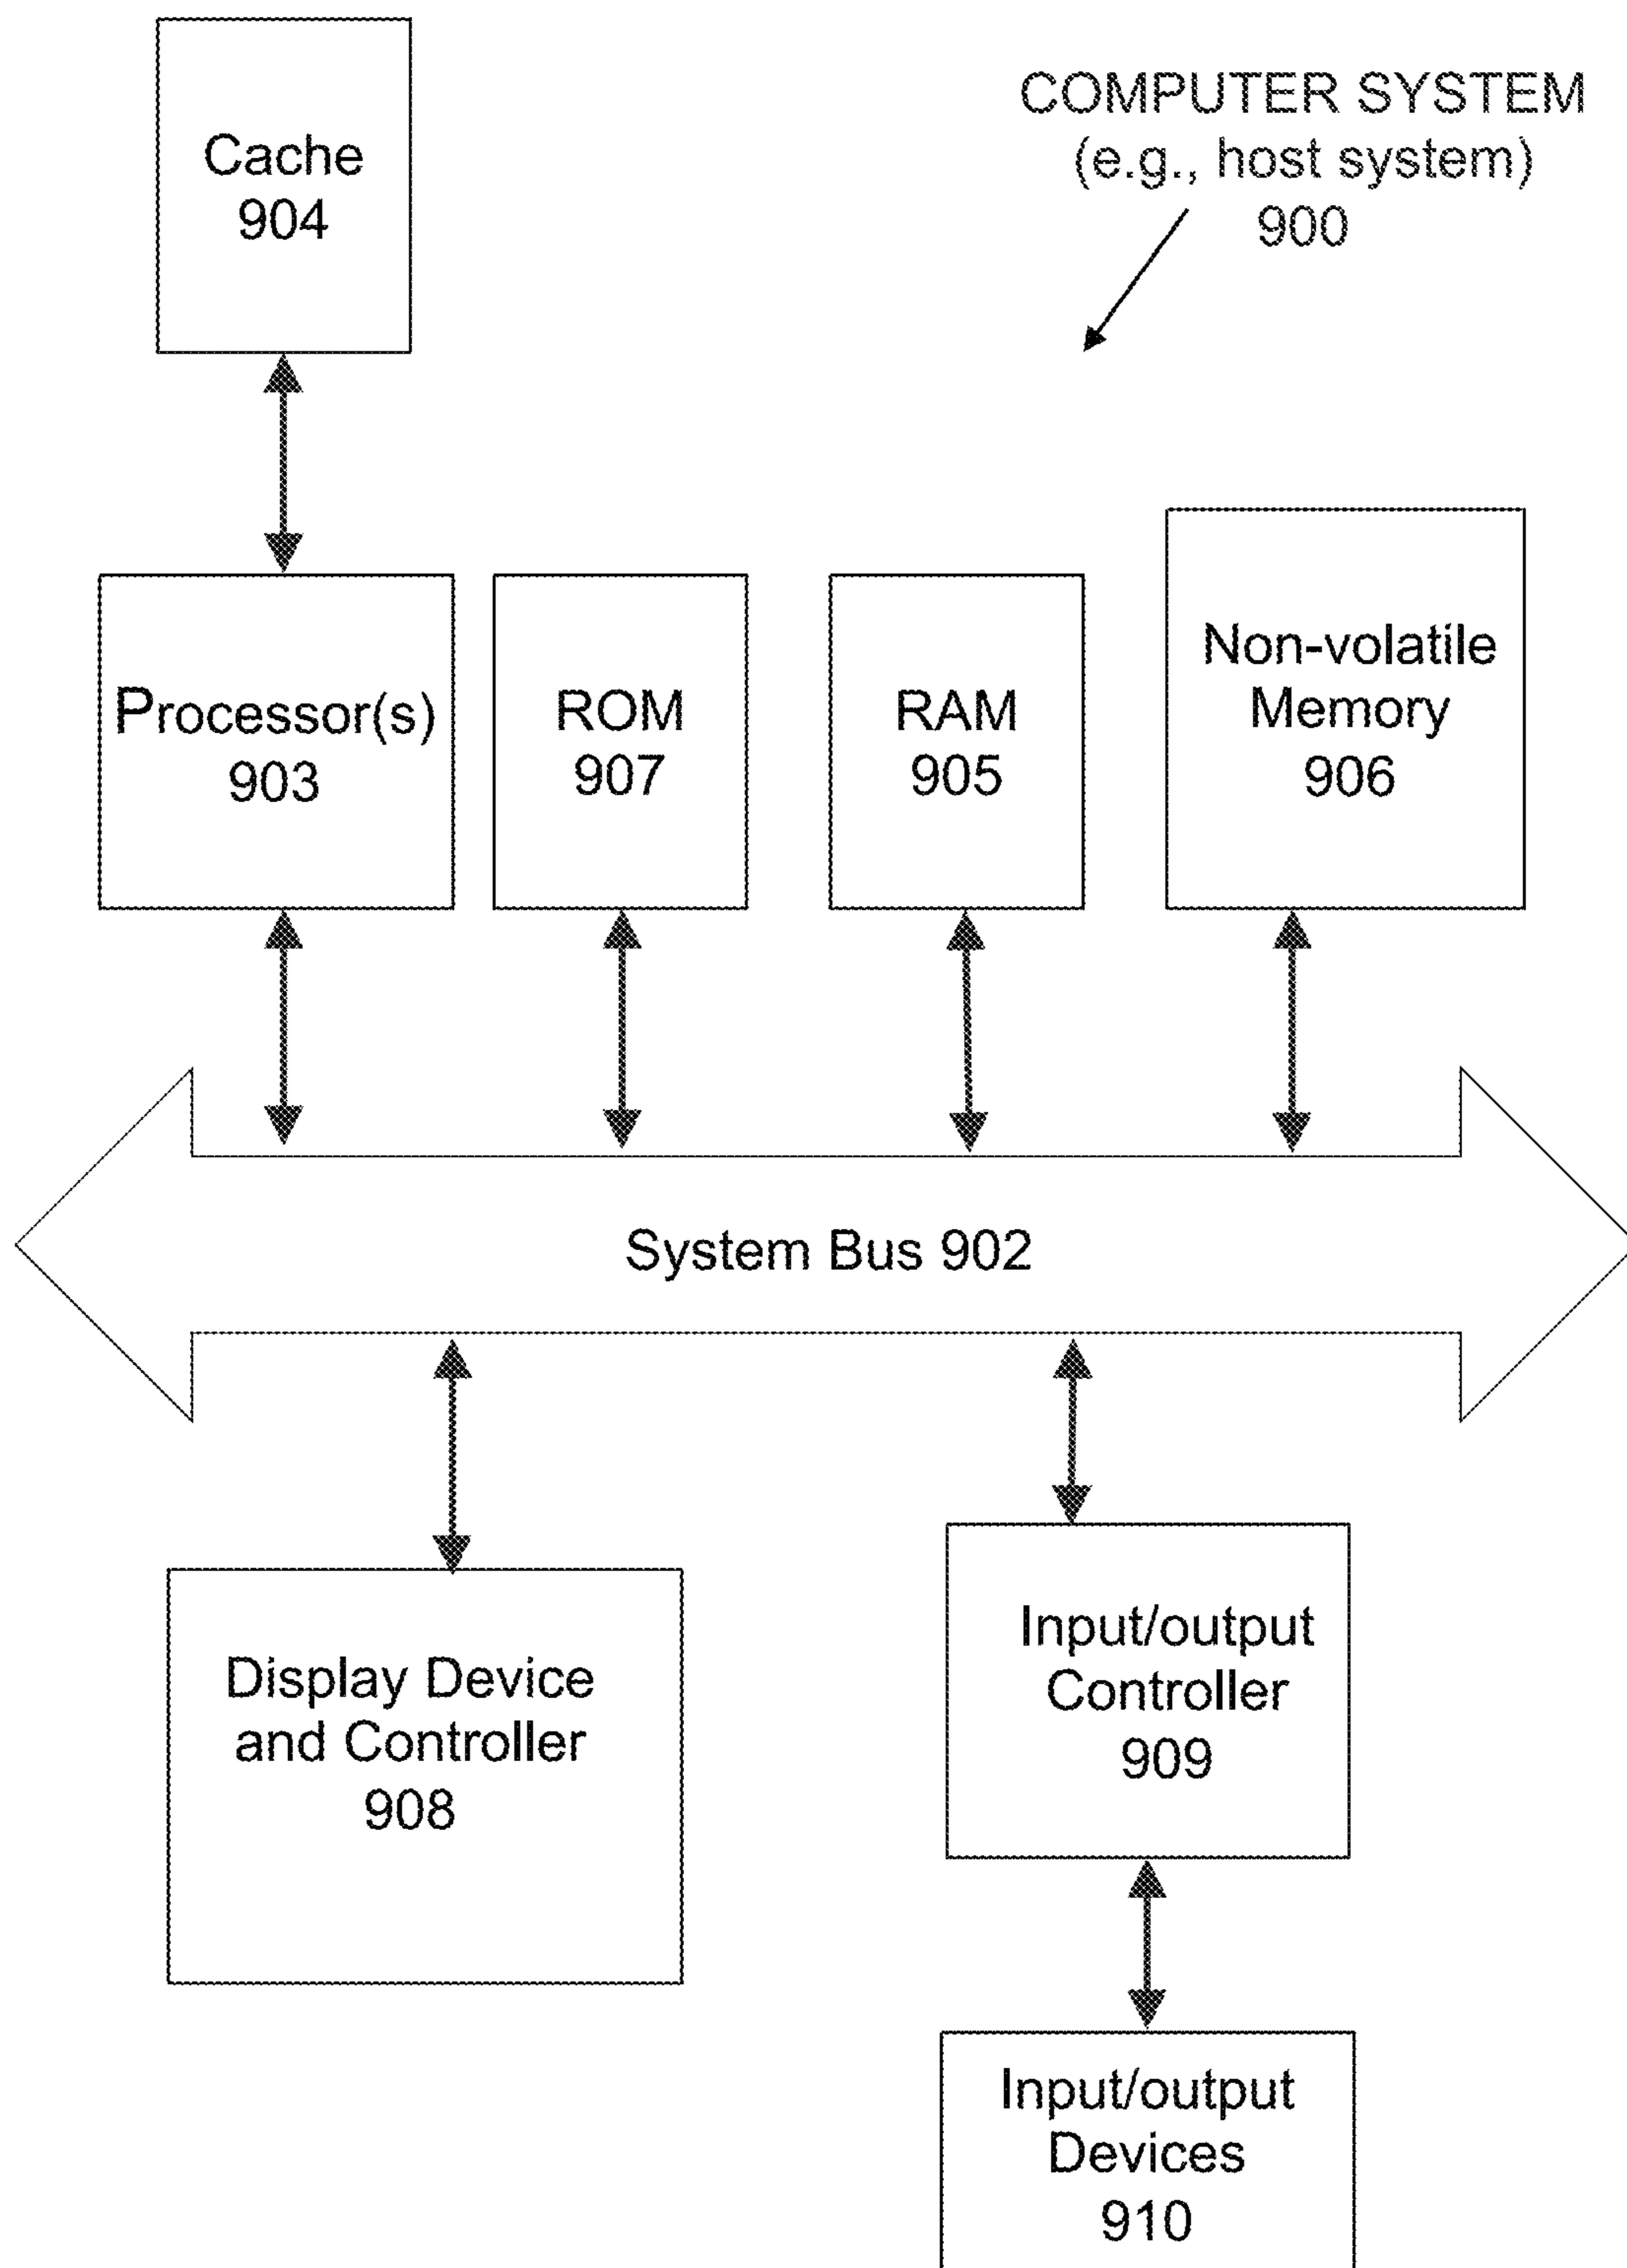 Cache
904
COMPUTER SYSTEM
(e.g., host system)
900
Processor(s)
903
ROM
907
RAM
905
Non-volatile
Memory
906
System Bus 902
Display Device
and Controller
908
Input/output
Controller
909
Input/output
Devices
910